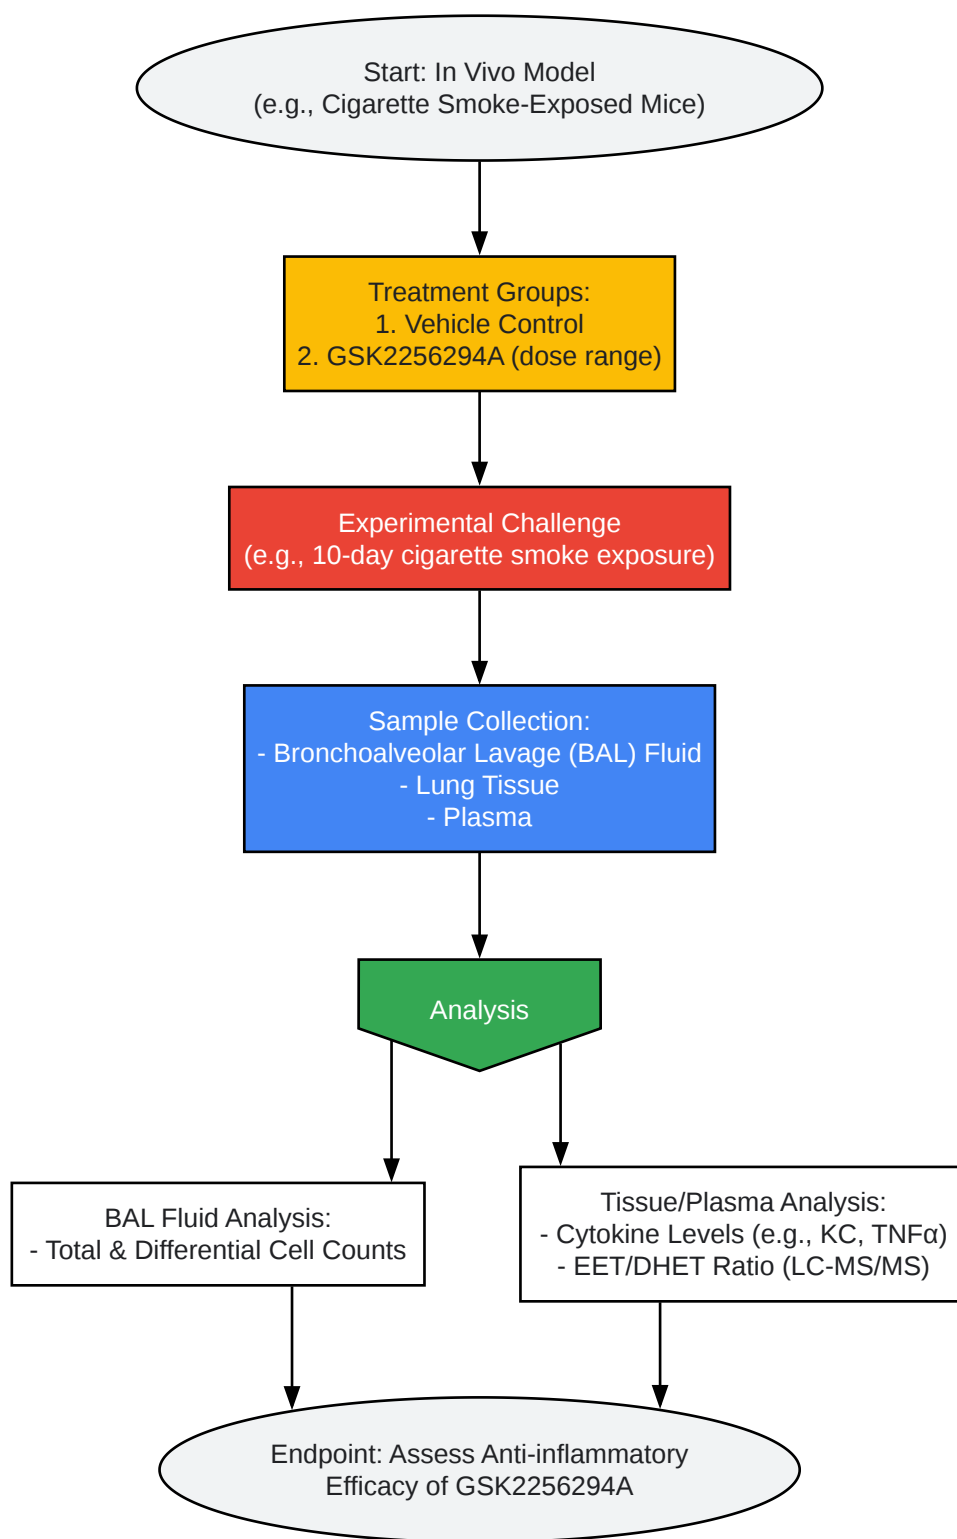 Start: In Vivo Model
(e.g., Cigarette Smoke-Exposed Mice)
Treatment Groups:
1. Vehicle Control
2. GSK2256294A (dose range)
Experimental Challenge
(e.g., 10-day cigarette smoke exposure)
Sample Collection:
- Bronchoalveolar Lavage (BAL) Fluid
- Lung Tissue
- Plasma
Analysis
BAL Fluid Analysis:
- Total & Differential Cell Counts
Tissue/Plasma Analysis:
- Cytokine Levels (e.g., KC, TNFα)
- EET/DHET Ratio (LC-MS/MS)
Endpoint: Assess Anti-inflammatory
Efficacy of GSK2256294A